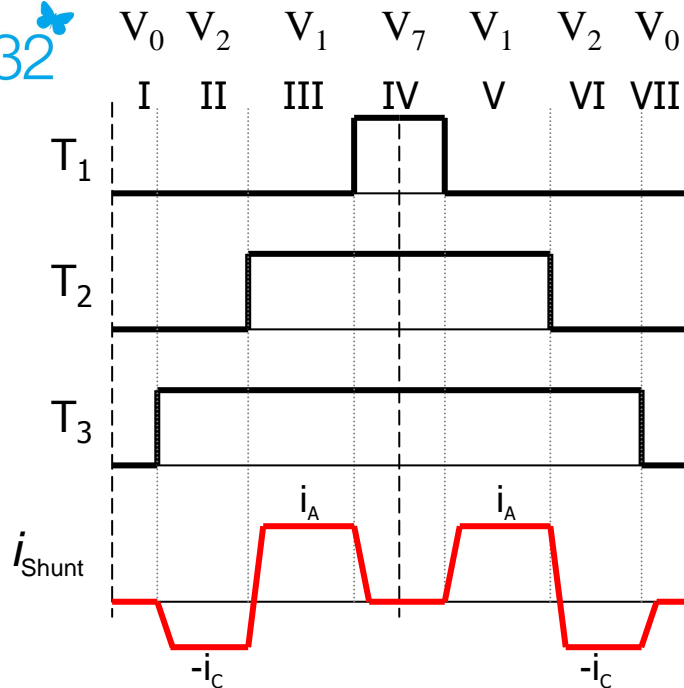 32
V0 V2 V1 V7 V1 V2 V0
I II III IV V VI VII
T1
T2
T3
iA iA
iShunt
-iC -iC